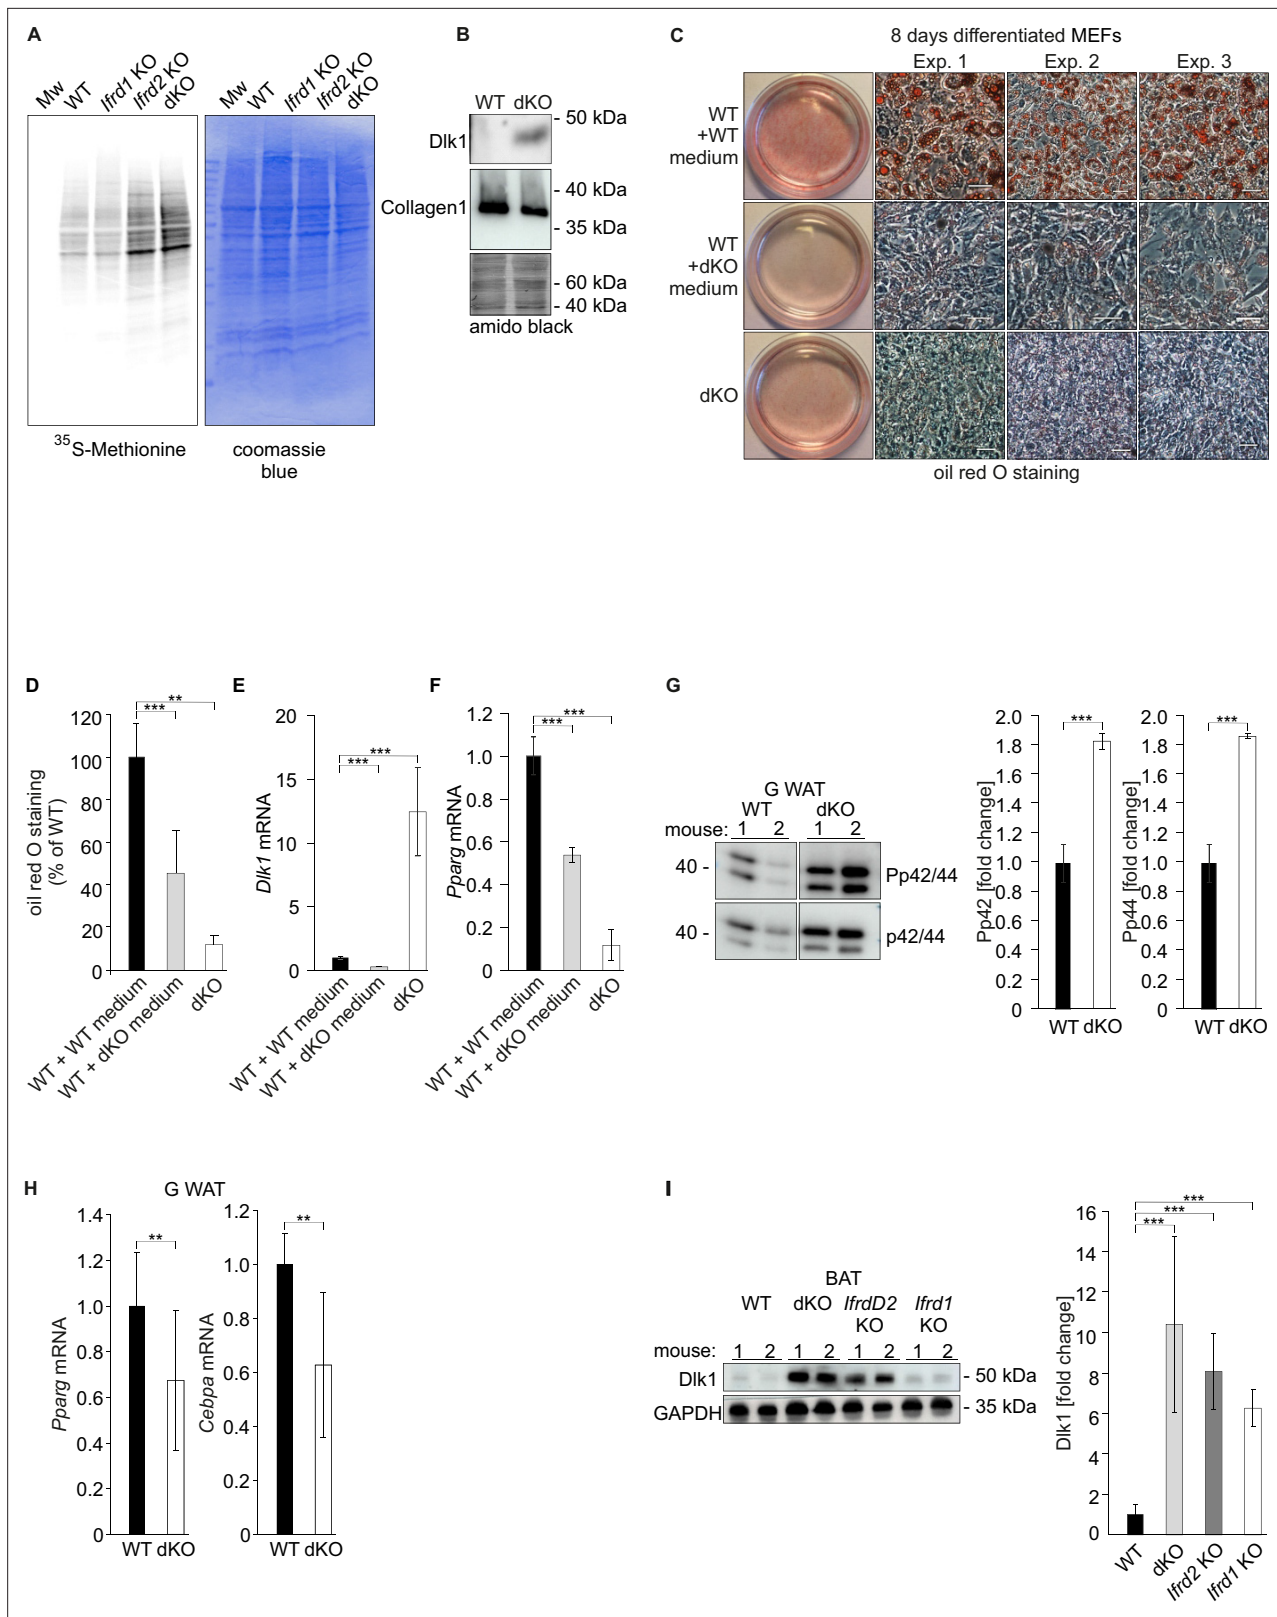 A
Mw
WT
Ifrd1 KO
Ifrd2 KO
dKO
Mw
WT
Ifrd1 KO
Ifrd2 KO
dKO
35S-Methionine
coomassie
blue
B
WT dKO
Dlk1
- 50 kDa
Collagen1
- 40 kDa
- 35 kDa
- 60 kDa
- 40 kDa
amido black
C
8 days differentiated MEFs
Exp. 1 Exp. 2 Exp. 3
WT
+WT
medium
WT
+dKO
medium
dKO
oil red O staining
D
oil red O staining
(% of WT)
120
100
80
60
40
20
0
***
**
WT + WT medium
WT + dKO medium
dKO
E
Dlk1 mRNA
20
15
10
5
0
***
***
WT + WT medium
WT + dKO medium
dKO
F
Pparg mRNA
1.2
1.0
0.8
0.6
0.4
0.2
0
***
***
WT + WT medium
WT + dKO medium
dKO
G
G WAT
WT dKO
mouse: 1 2 1 2
40 -
Pp42/44
40 -
p42/44
Pp42 [fold change]
2.0
1.8
1.6
1.4
1.2
1.0
0.8
0.6
0.4
0.2
0
***
WT dKO
Pp44 [fold change]
2.0
1.8
1.6
1.4
1.2
1.0
0.8
0.6
0.4
0.2
0
***
WT dKO
H
G WAT
Pparg mRNA
1.4
1.2
1.0
0.8
0.6
0.4
0.2
0
**
WT dKO
Cebpa mRNA
1.2
1.0
0.8
0.6
0.4
0.2
0
**
WT dKO
I
BAT
WT dKO IfrdD2 Ifrd1
KO KO
mouse: 1 2 1 2 1 2 1 2
Dlk1
- 50 kDa
GAPDH
- 35 kDa
Dlk1 [fold change]
16
14
12
10
8
6
4
2
0
***
***
***
WT
dKO
Ifrd2 KO
Ifrd1 KO